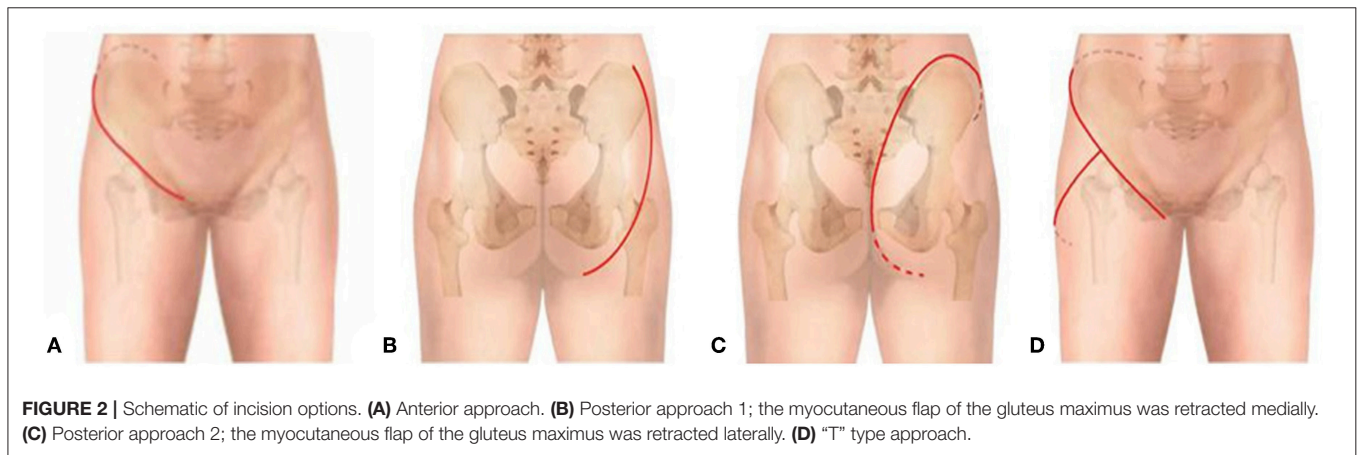 A
B
C
D
FIGURE 2 | Schematic of incision options. (A) Anterior approach. (B) Posterior approach 1; the myocutaneous flap of the gluteus maximus was retracted medially.
(C) Posterior approach 2; the myocutaneous flap of the gluteus maximus was retracted laterally. (D) “T” type approach.